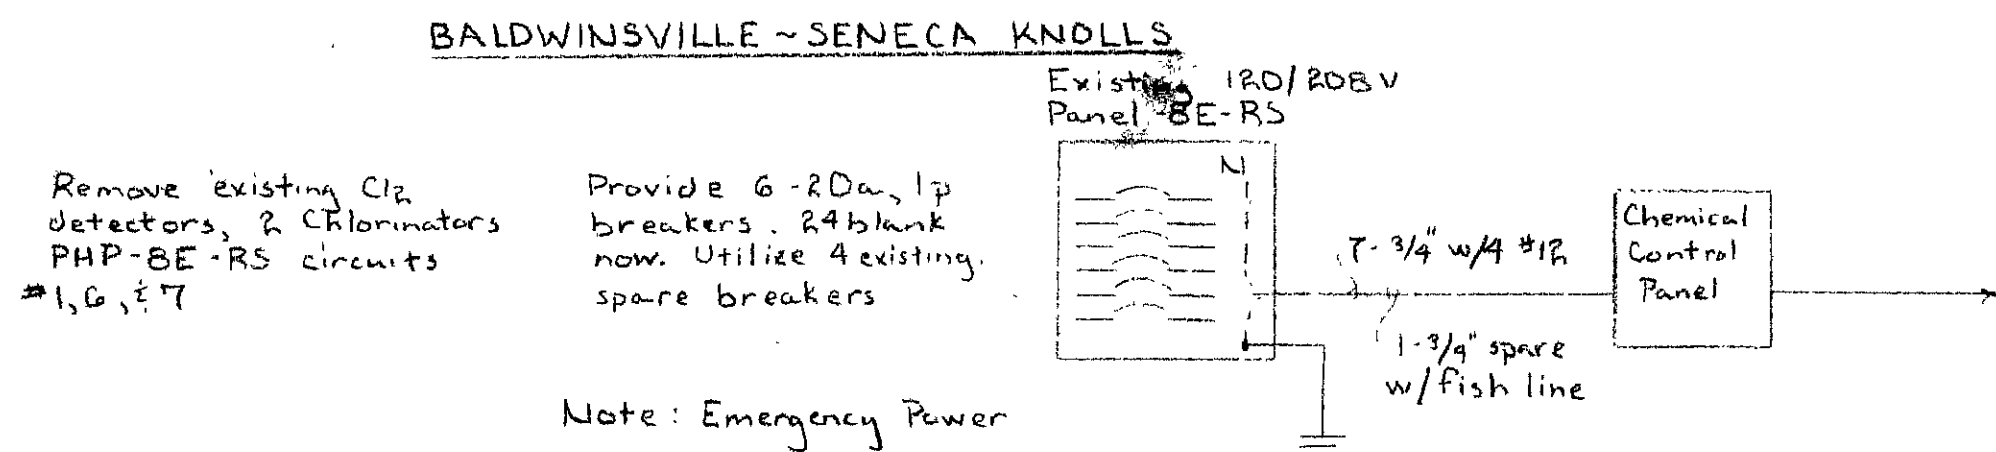 BALDWINSVILLE ~ SENECA KNOLLS
Existing 120/208 V
Panel 8E-RS
Remove existing Cl2
detectors, 2 Chlorinators
PHP-8E-RS circuits
#1, 6, & 7
Provide 6 -20a, 1p
breakers. 24 blank
now. Utilize 4 existing
spare breakers
N
7- 3/4" w/4 #12
1- 3/4" spare
w/fish line
Chemical
Control
Panel
Note: Emergency Power